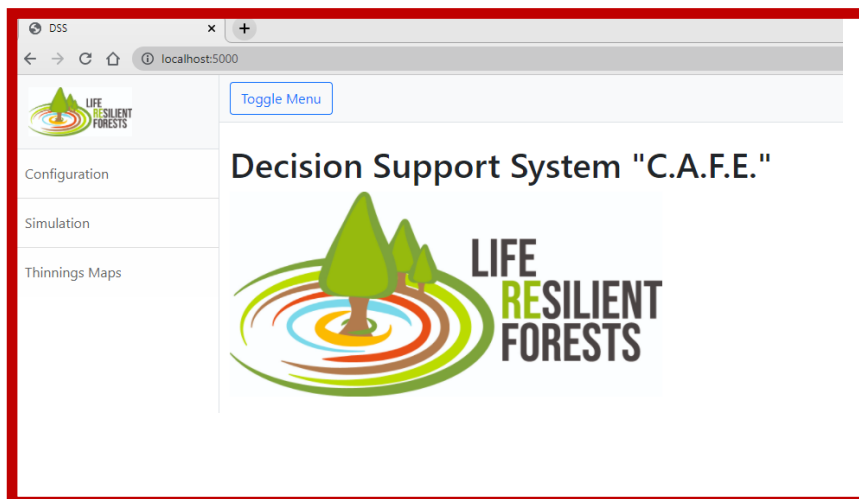 DSS
localhost:5000
LIFE
RESILIENT
FORESTS
Toggle Menu
Configuration
Simulation
Thinnings Maps
Decision Support System "C.A.F.E."
LIFE
RESILIENT
FORESTS